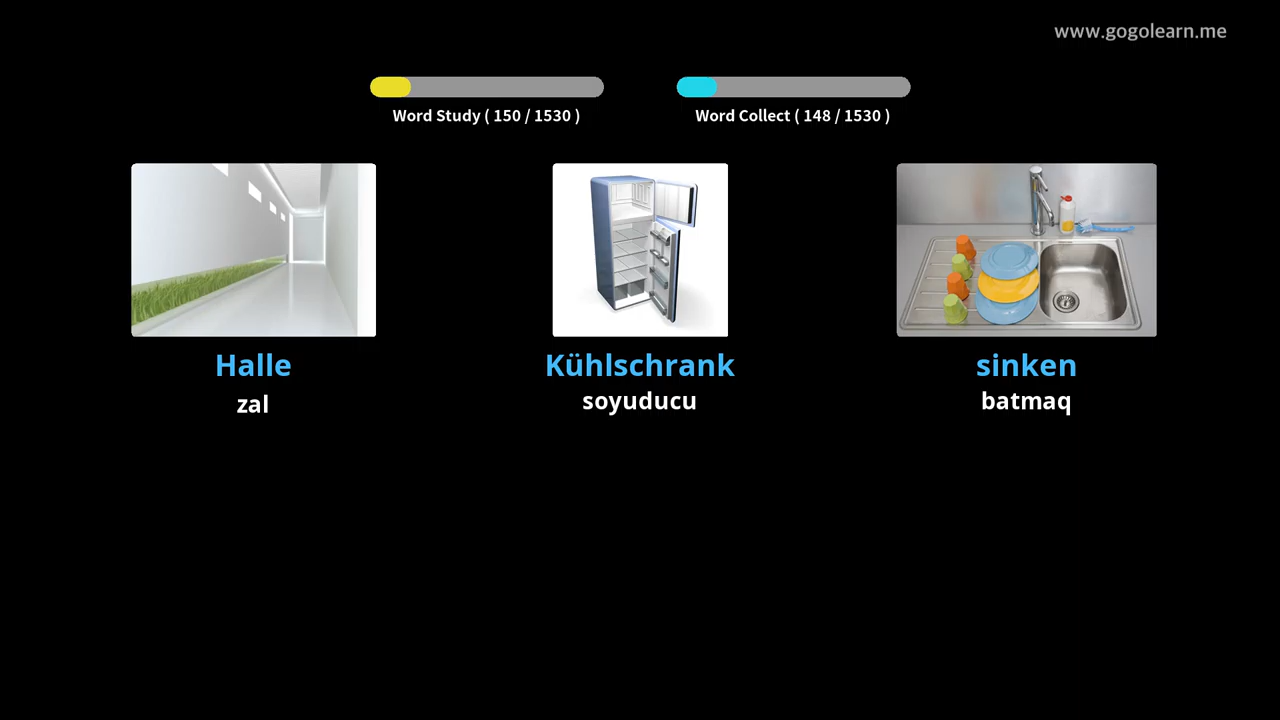 www.gogolearn.me
Word Study ( 150 / 1530 )
Word Collect ( 148 / 1530 )
Halle
Kühlschrank
sinken
zal
soyuducu
batmaq